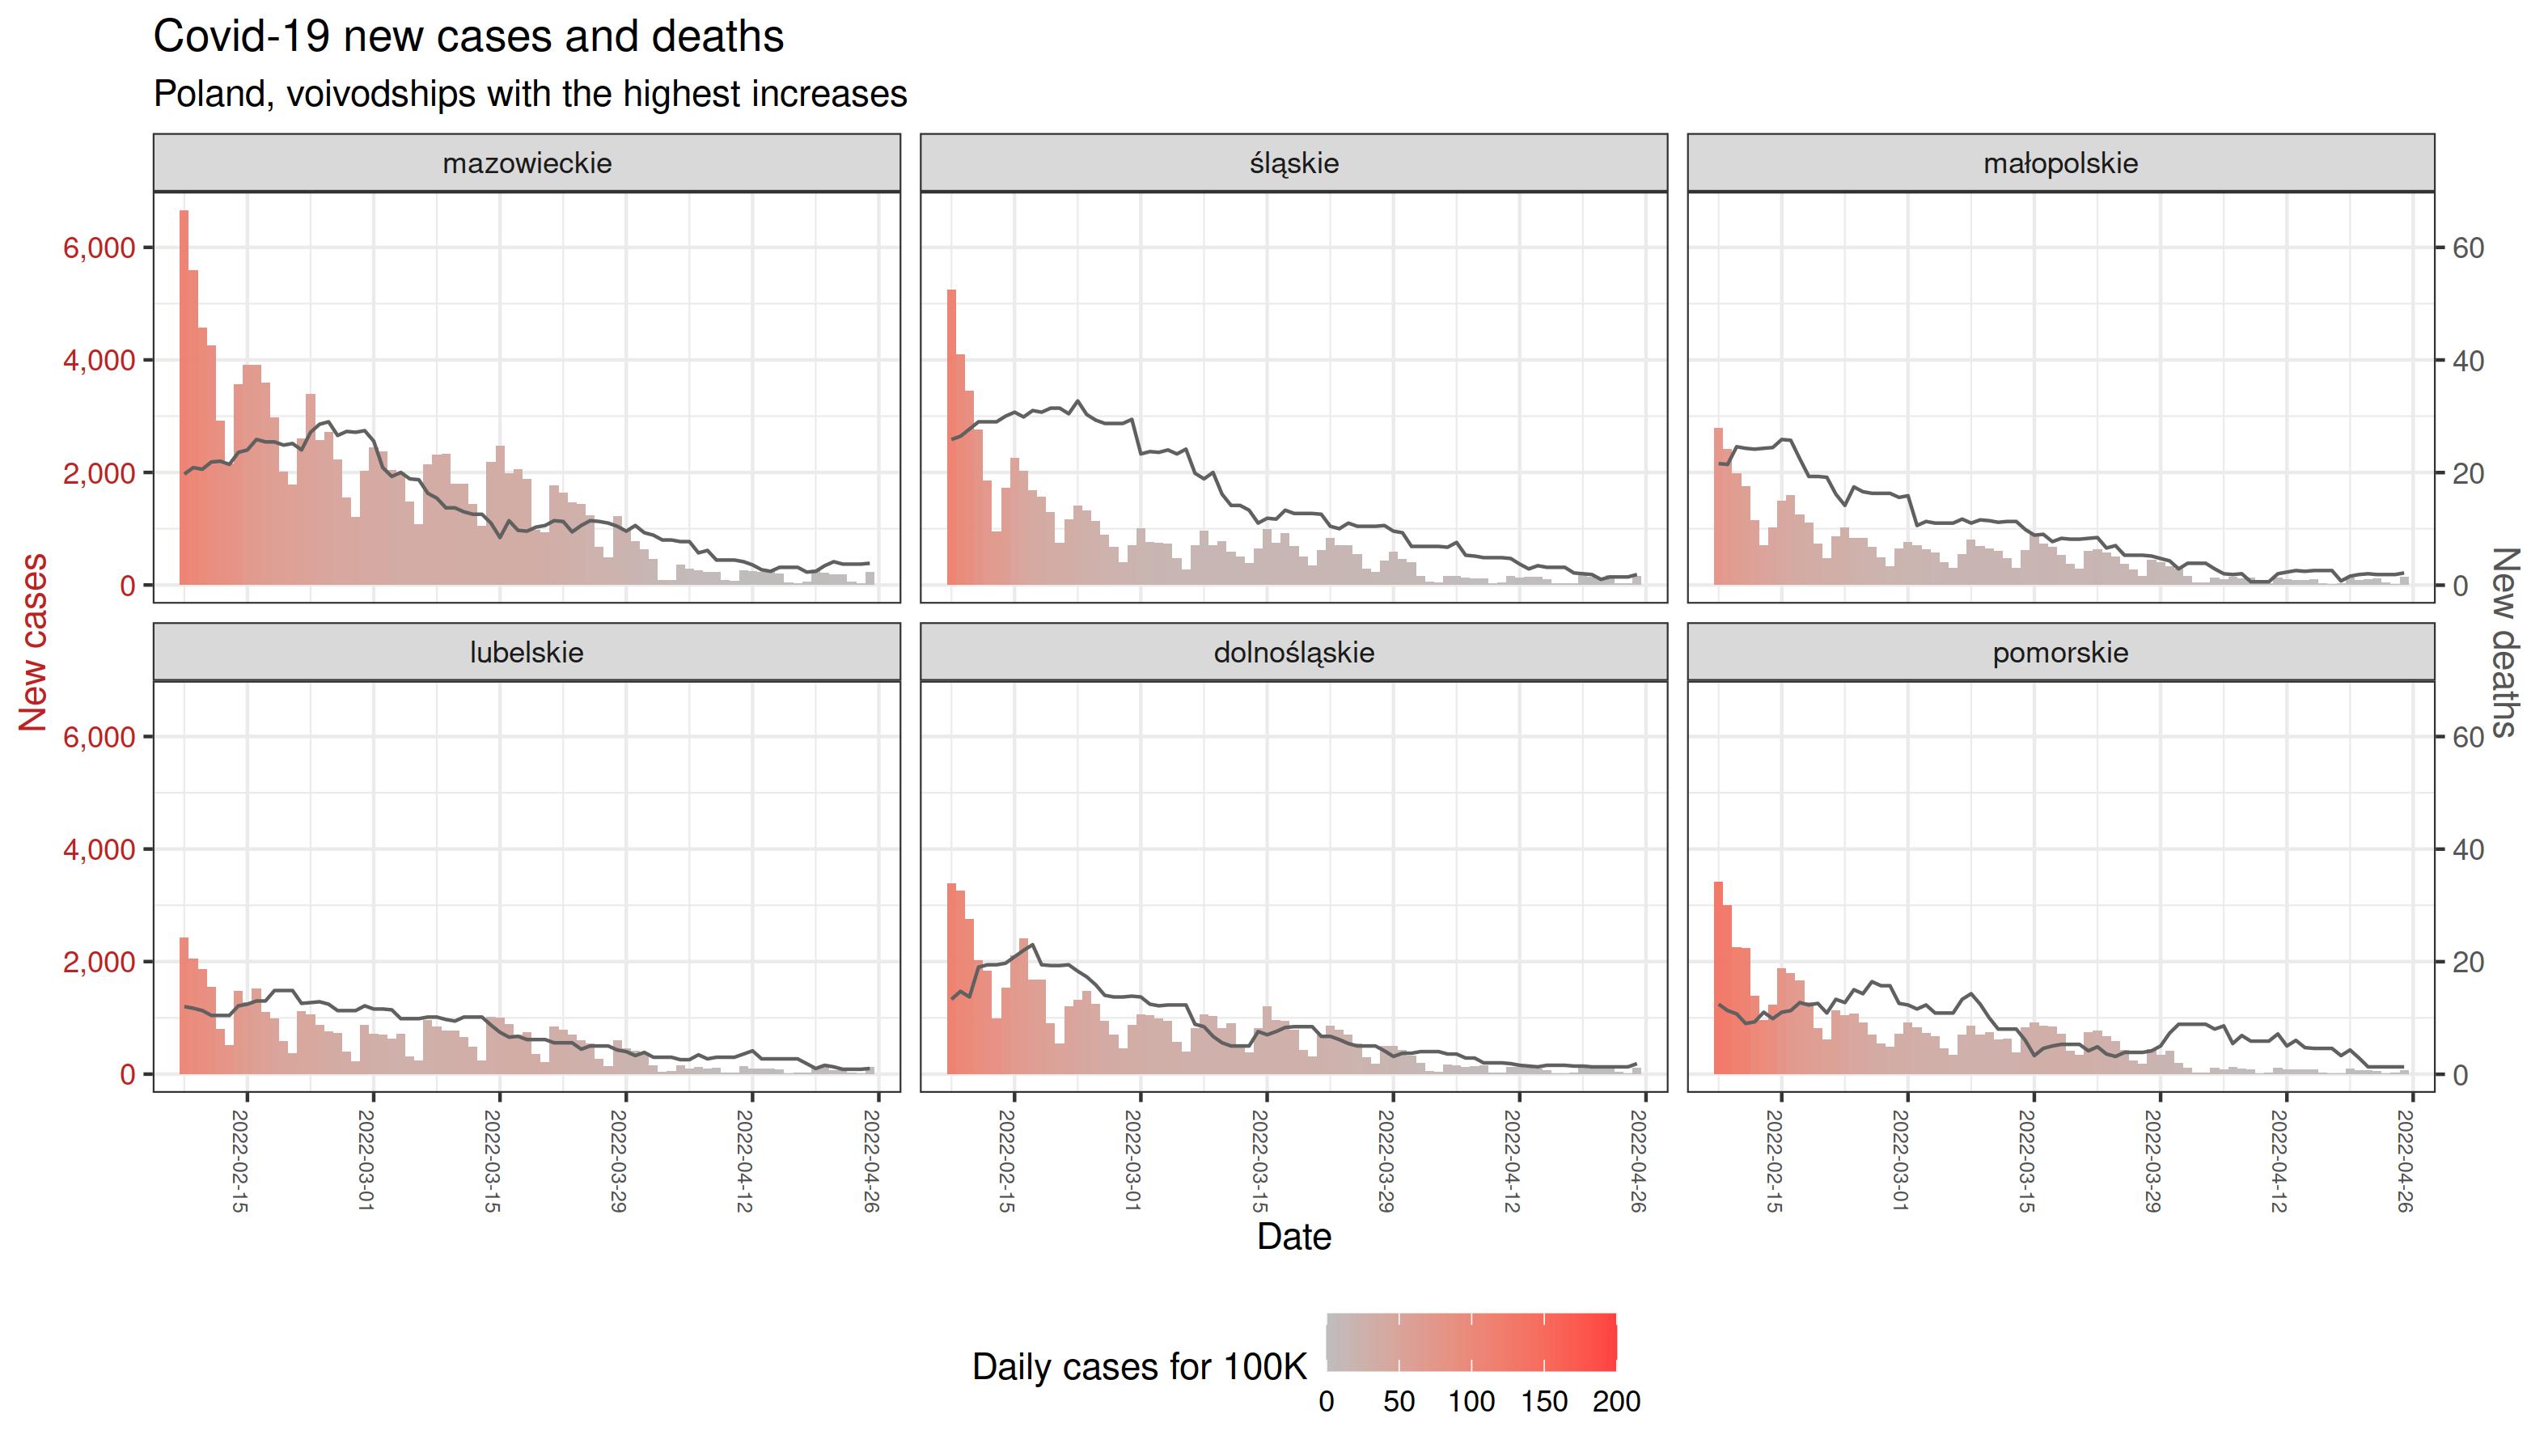 Covid-19 new cases and deaths
Poland, voivodships with the highest increases
mazowieckie
śląskie
małopolskie
6,000
4,000
2,000
0
60
40
20
0
lubelskie
dolnośląskie
pomorskie
6,000
4,000
2,000
0
60
40
20
0
New cases
New deaths
2022-02-15
2022-03-01
2022-03-15
2022-03-29
2022-04-12
2022-04-26
2022-02-15
2022-03-01
2022-03-15
2022-03-29
2022-04-12
2022-04-26
2022-02-15
2022-03-01
2022-03-15
2022-03-29
2022-04-12
2022-04-26
Date
Daily cases for 100K
0 50 100 150 200